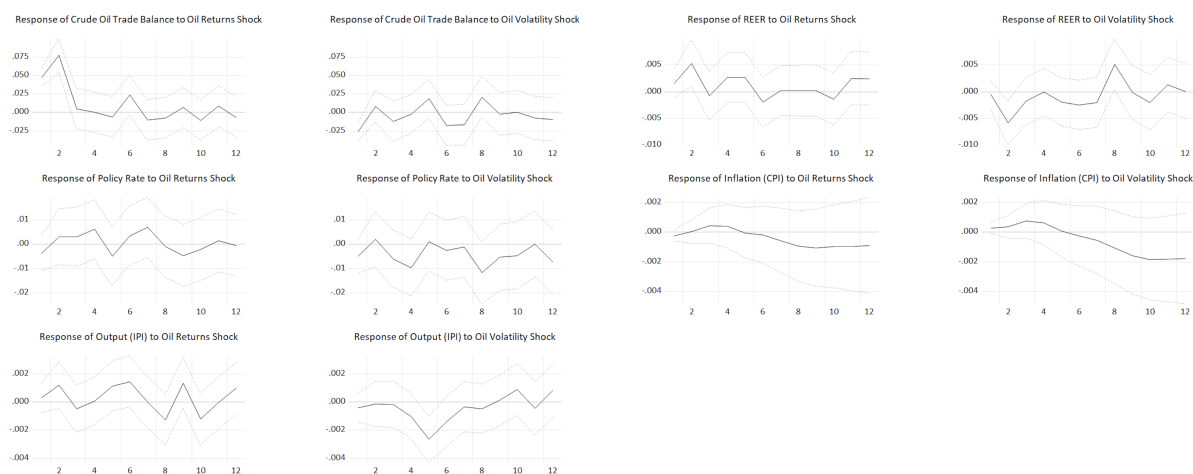 Response of Crude Oil Trade Balance to Oil Returns Shock
.075
.050
.025
.000
-.025
2 4 6 8 10 12
Response of Crude Oil Trade Balance to Oil Volatility Shock
.075
.050
.025
.000
-.025
2 4 6 8 10 12
Response of REER to Oil Returns Shock
.005
.000
-.005
-.010
2 4 6 8 10 12
Response of REER to Oil Volatility Shock
.005
.000
-.005
-.010
2 4 6 8 10 12
Response of Policy Rate to Oil Returns Shock
.01
.00
-.01
-.02
2 4 6 8 10 12
Response of Policy Rate to Oil Volatility Shock
.01
.00
-.01
-.02
2 4 6 8 10 12
Response of Inflation (CPI) to Oil Returns Shock
.002
.000
-.002
-.004
2 4 6 8 10 12
Response of Inflation (CPI) to Oil Volatility Shock
.002
.000
-.002
-.004
2 4 6 8 10 12
Response of Output (IPI) to Oil Returns Shock
.002
.000
-.002
-.004
2 4 6 8 10 12
Response of Output (IPI) to Oil Volatility Shock
.002
.000
-.002
-.004
2 4 6 8 10 12